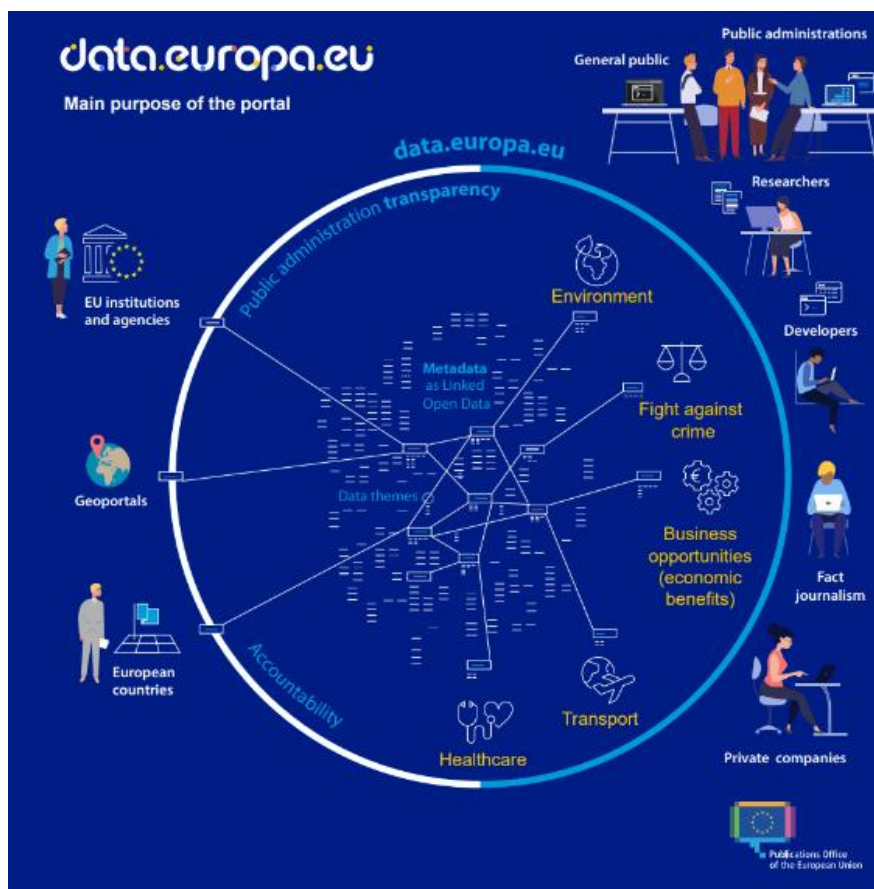 data.europa.eu
Main purpose of the portal
Public administrations
General public
data.europa.eu
Public administration transparency
Researchers
EU institutions
and agencies
Environment
Developers
Metadata
as Linked
Open Data
Fight against
crime
Geoportals
Data themes
Business
opportunities
(economic
benefits)
Fact
journalism
European
countries
Accountability
Transport
Healthcare
Private companies
Publications Office
of the European Union